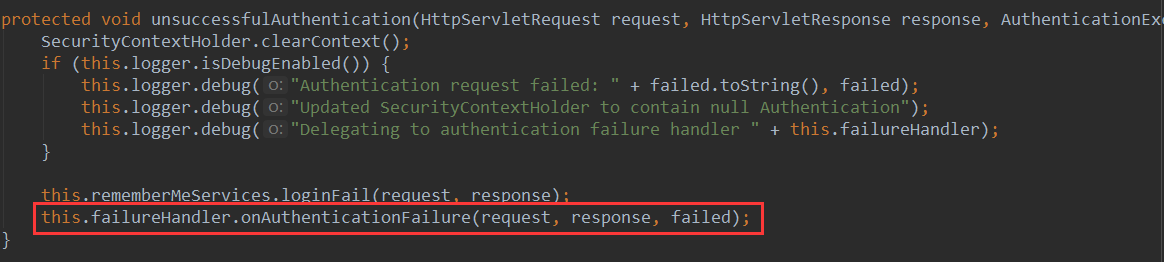 protected void unsuccessfulAuthentication(HttpServletRequest request, HttpServletResponse response, AuthenticationExc
SecurityContextHolder.clearContext();
if (this.logger.isDebugEnabled()) {
this.logger.debug( o: "Authentication request failed: " + failed.toString(), failed);
this.logger.debug( o: "Updated SecurityContextHolder to contain null Authentication");
this.logger.debug( o: "Delegating to authentication failure handler " + this.failureHandler);
}
this.rememberMeServices.loginFail(request, response);
this.failureHandler.onAuthenticationFailure(request, response, failed);
}